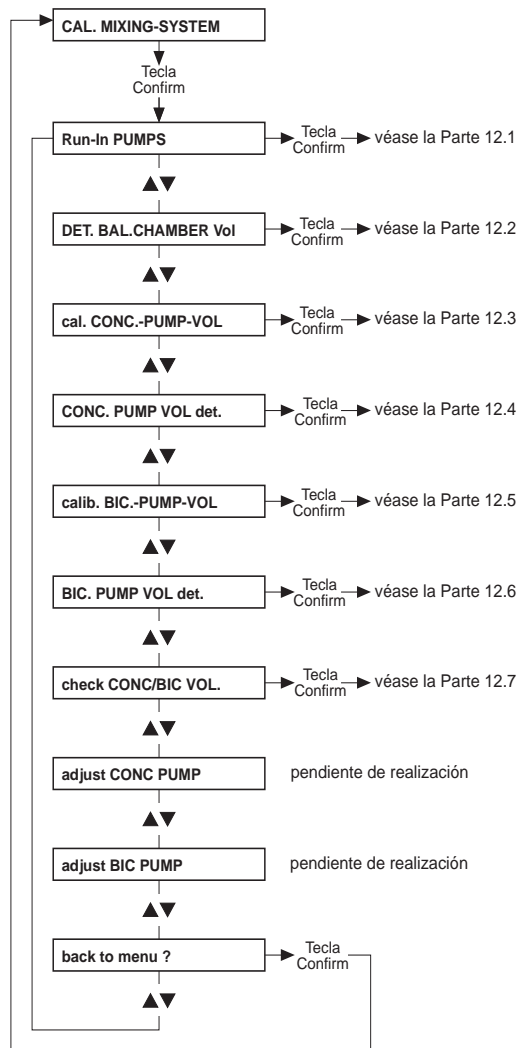 CAL. MIXING-SYSTEM
Tecla
Confirm
Run-In PUMPS
Tecla
Confirm
véase la Parte 12.1
DET. BAL.CHAMBER Vol
Tecla
Confirm
véase la Parte 12.2
cal. CONC.-PUMP-VOL
Tecla
Confirm
véase la Parte 12.3
CONC. PUMP VOL det.
Tecla
Confirm
véase la Parte 12.4
calib. BIC.-PUMP-VOL
Tecla
Confirm
véase la Parte 12.5
BIC. PUMP VOL det.
Tecla
Confirm
véase la Parte 12.6
check CONC/BIC VOL.
Tecla
Confirm
véase la Parte 12.7
adjust CONC PUMP
pendiente de realización
adjust BIC PUMP
pendiente de realización
back to menu ?
Tecla
Confirm